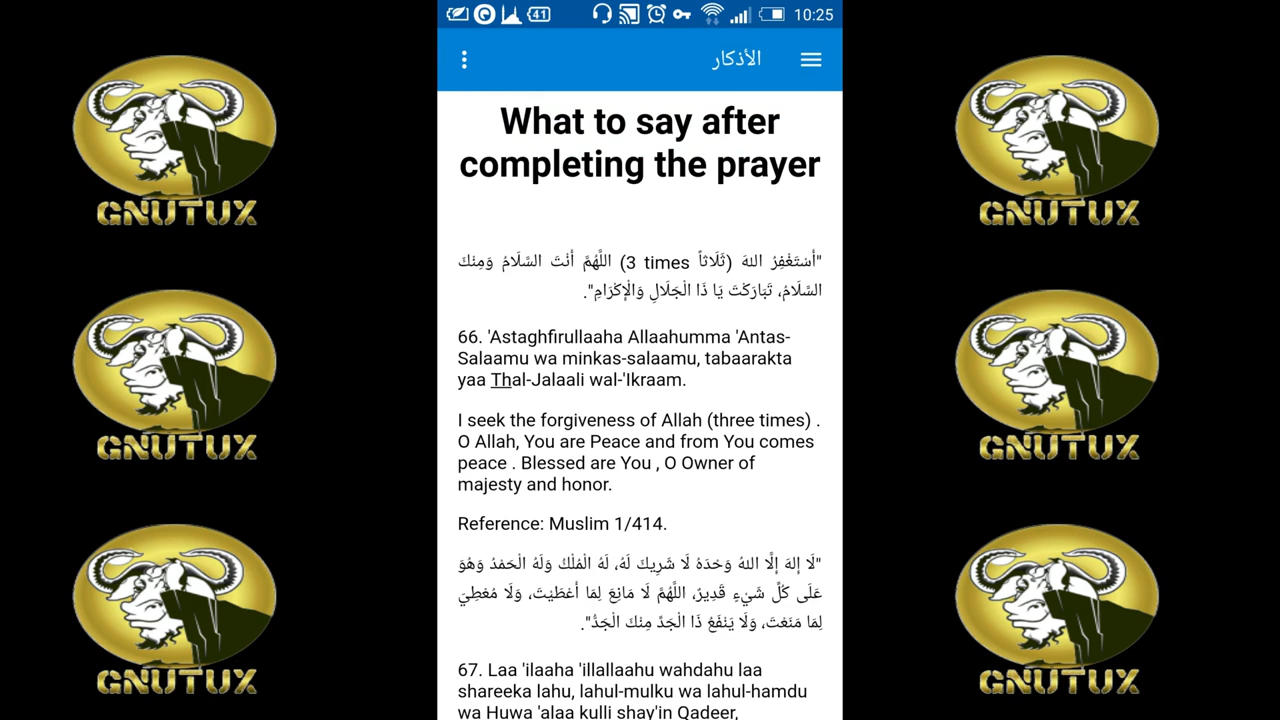 41
10:25
الأذكار
What to say after
completing the prayer
"أَسْتَغْفِرُ اللهَ (ثَلَاثاً 3 times) اللَّهُمَّ أَنْتَ السَّلَامُ وَمِنْكَ
السَّلَامُ، تَبَارَكْتَ يَا ذَا الْجَلَالِ وَالْإِكْرَامِ".
66. 'Astaghfirullaaha Allaahumma 'Antas-
Salaamu wa minkas-salaamu, tabaarakta
yaa Thal-Jalaali wal-'Ikraam.
I seek the forgiveness of Allah (three times) .
O Allah, You are Peace and from You comes
peace . Blessed are You , O Owner of
majesty and honor.
Reference: Muslim 1/414.
"لَا إِلهَ إِلَّا اللهُ وَحْدَهُ لَا شَرِيكَ لَهُ، لَهُ الْمُلْكُ وَلَهُ الْحَمْدُ وَهُوَ
عَلَى كُلِّ شَيْءٍ قَدِيرٌ، اللَّهُمَّ لَا مَانِعَ لِمَا أَعْطَيْتَ، وَلَا مُعْطِيَ
لِمَا مَنَعْتَ، وَلَا يَنْفَعُ ذَا الْجَدِّ مِنْكَ الْجَدُّ".
67. Laa 'ilaaha 'illallaahu wahdahu laa
shareeka lahu, lahul-mulku wa lahul-hamdu
wa Huwa 'alaa kulli shay'in Qadeer,
GNUTUX
GNUTUX
GNUTUX
GNUTUX
GNUTUX
GNUTUX